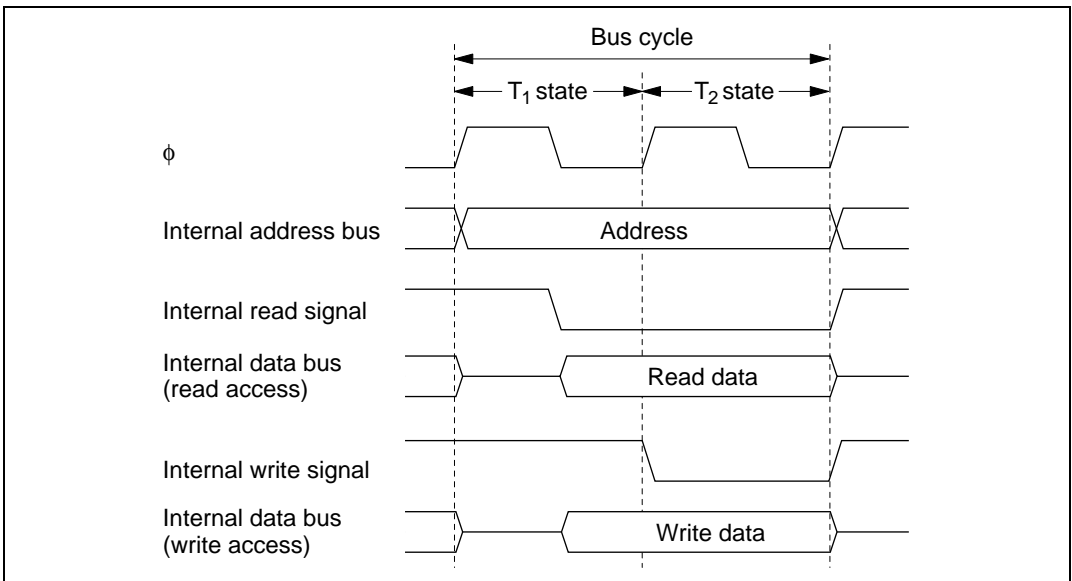 Bus cycle
T₁ state
T₂ state
ϕ
Internal address bus
Address
Internal read signal
Internal data bus
(read access)
Read data
Internal write signal
Internal data bus
(write access)
Write data